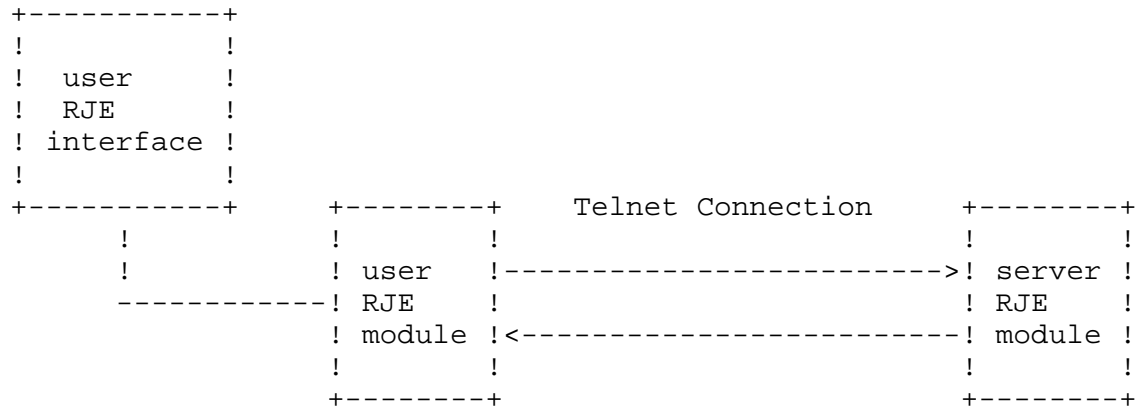 user
RJE
interface
Telnet Connection
user
RJE
module
server
RJE
module